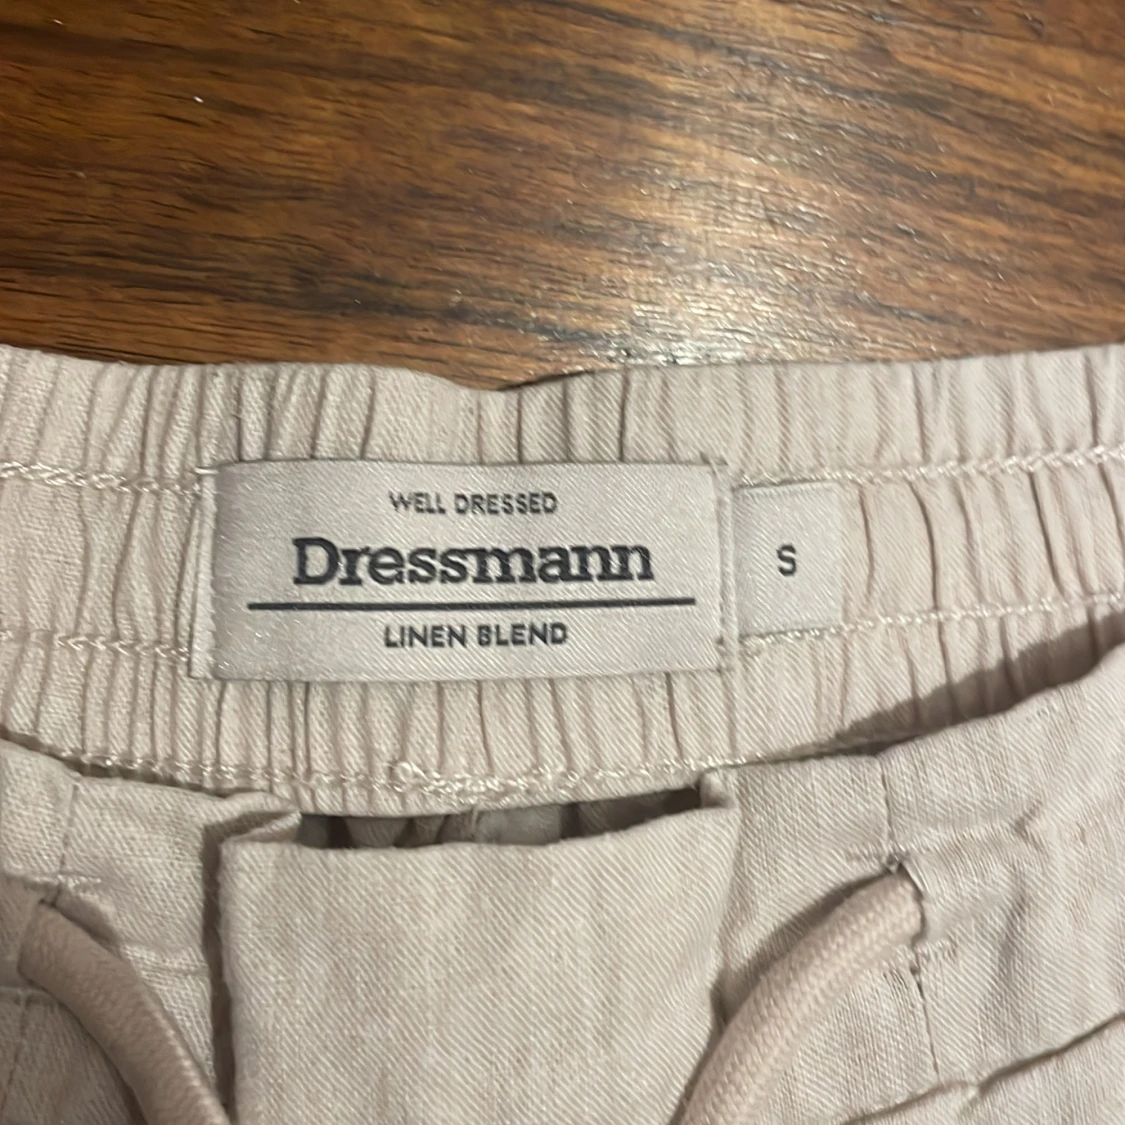 WELL DRESSED
Dressmann
LINEN BLEND
S